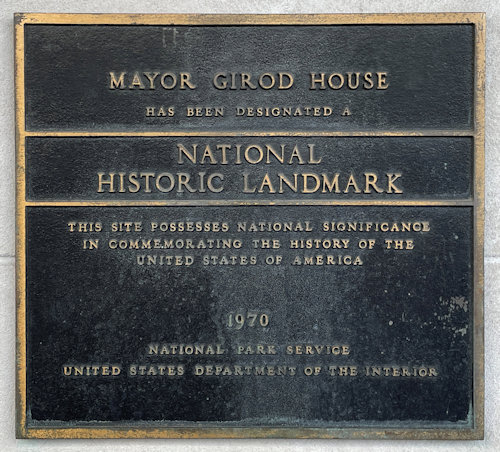 MAYOR GIROD HOUSE
HAS BEEN DESIGNATED A
NATIONAL
HISTORIC LANDMARK
THIS SITE POSSESSES NATIONAL SIGNIFICANCE
IN COMMEMORATING THE HISTORY OF THE
UNITED STATES OF AMERICA
1970
NATIONAL PARK SERVICE
UNITED STATES DEPARTMENT OF THE INTERIOR